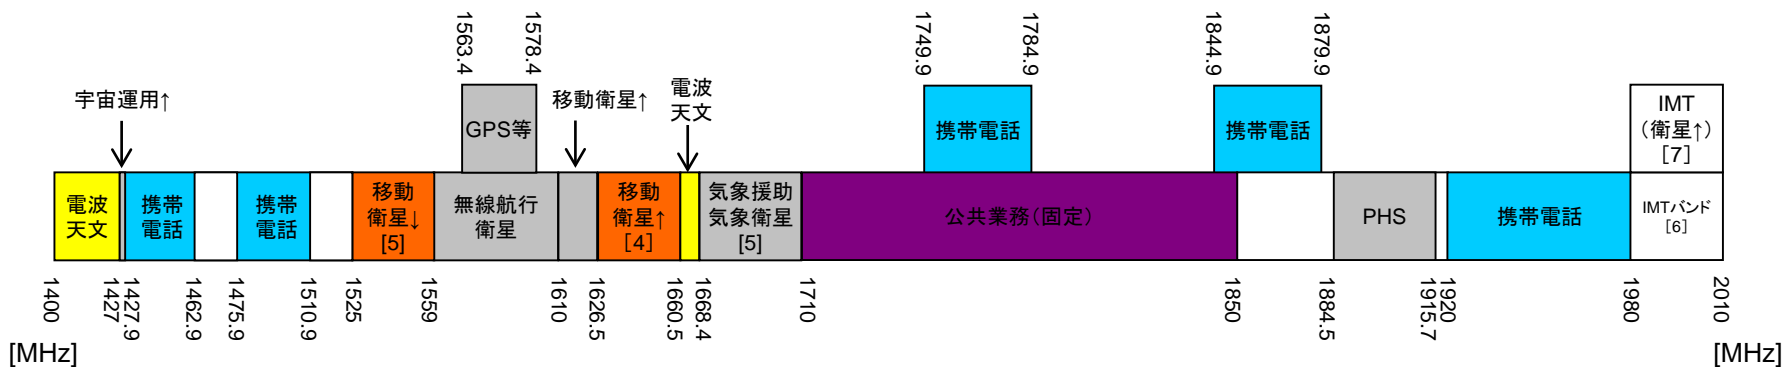 1563.4
1578.4
1749.9
1784.9
1844.9
1879.9
宇宙運用↑
移動衛星↑
電波
天文
GPS等
携帯電話
携帯電話
IMT
（衛星↑）
［7］
電波
天文
携帯
電話
携帯
電話
移動
衛星↓
[5]
無線航行
衛星
移動
衛星↑
［4］
気象援助
気象衛星
[5]
公共業務（固定）
PHS
携帯電話
IMTバンド
［6］
1400
1427
1427.9
1462.9
1475.9
1510.9
1525
1559
1610
1626.5
1660.5
1668.4
1710
1850
1884.5
1915.7
1920
1980
2010
[MHz]
[MHz]